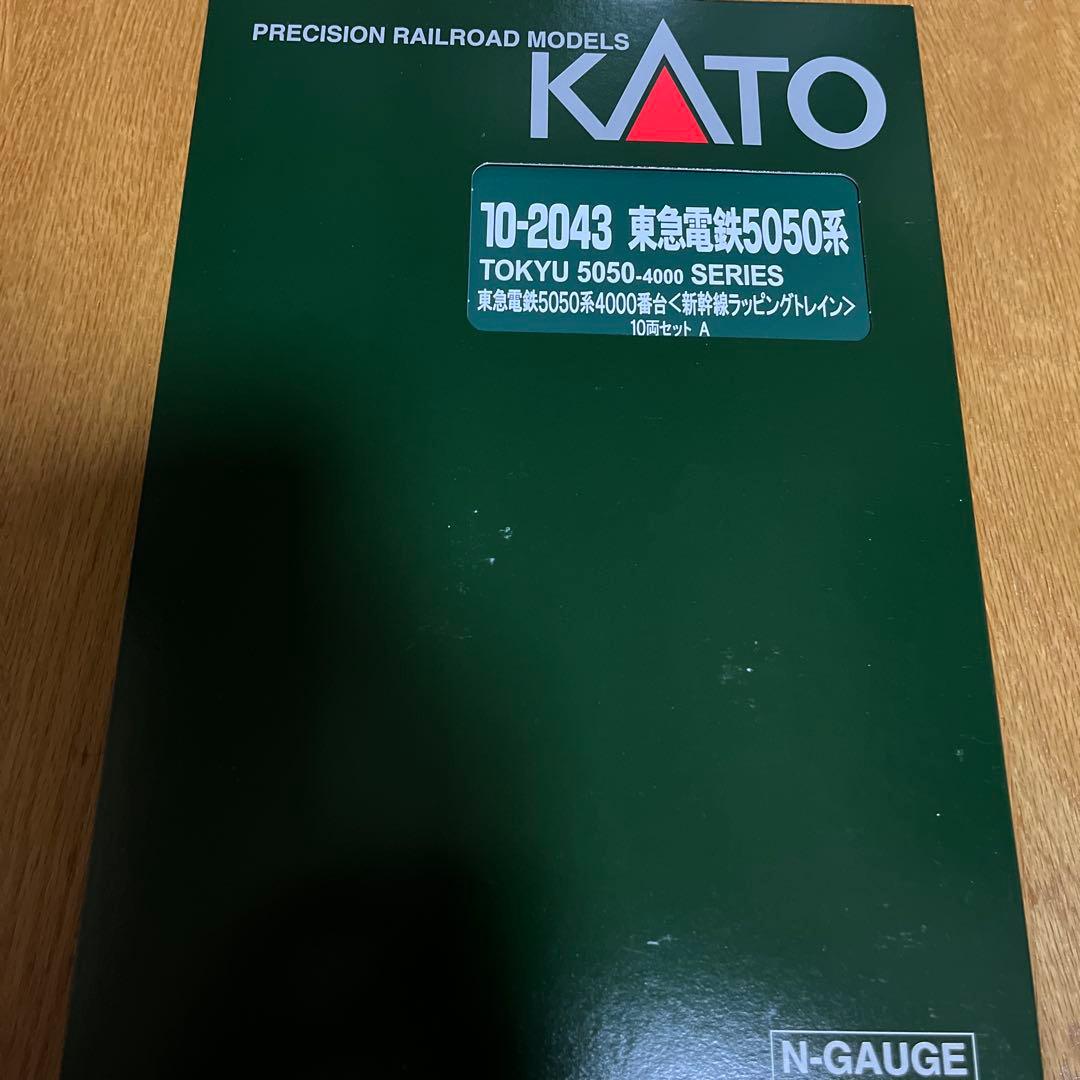 PRECISION RAILROAD MODELS
KATO
10-2043 東急電鉄5050系
TOKYU 5050-4000 SERIES
東急電鉄5050系4000番台<新幹線ラッピングトレイン>
10両セット A
N-GAUGE